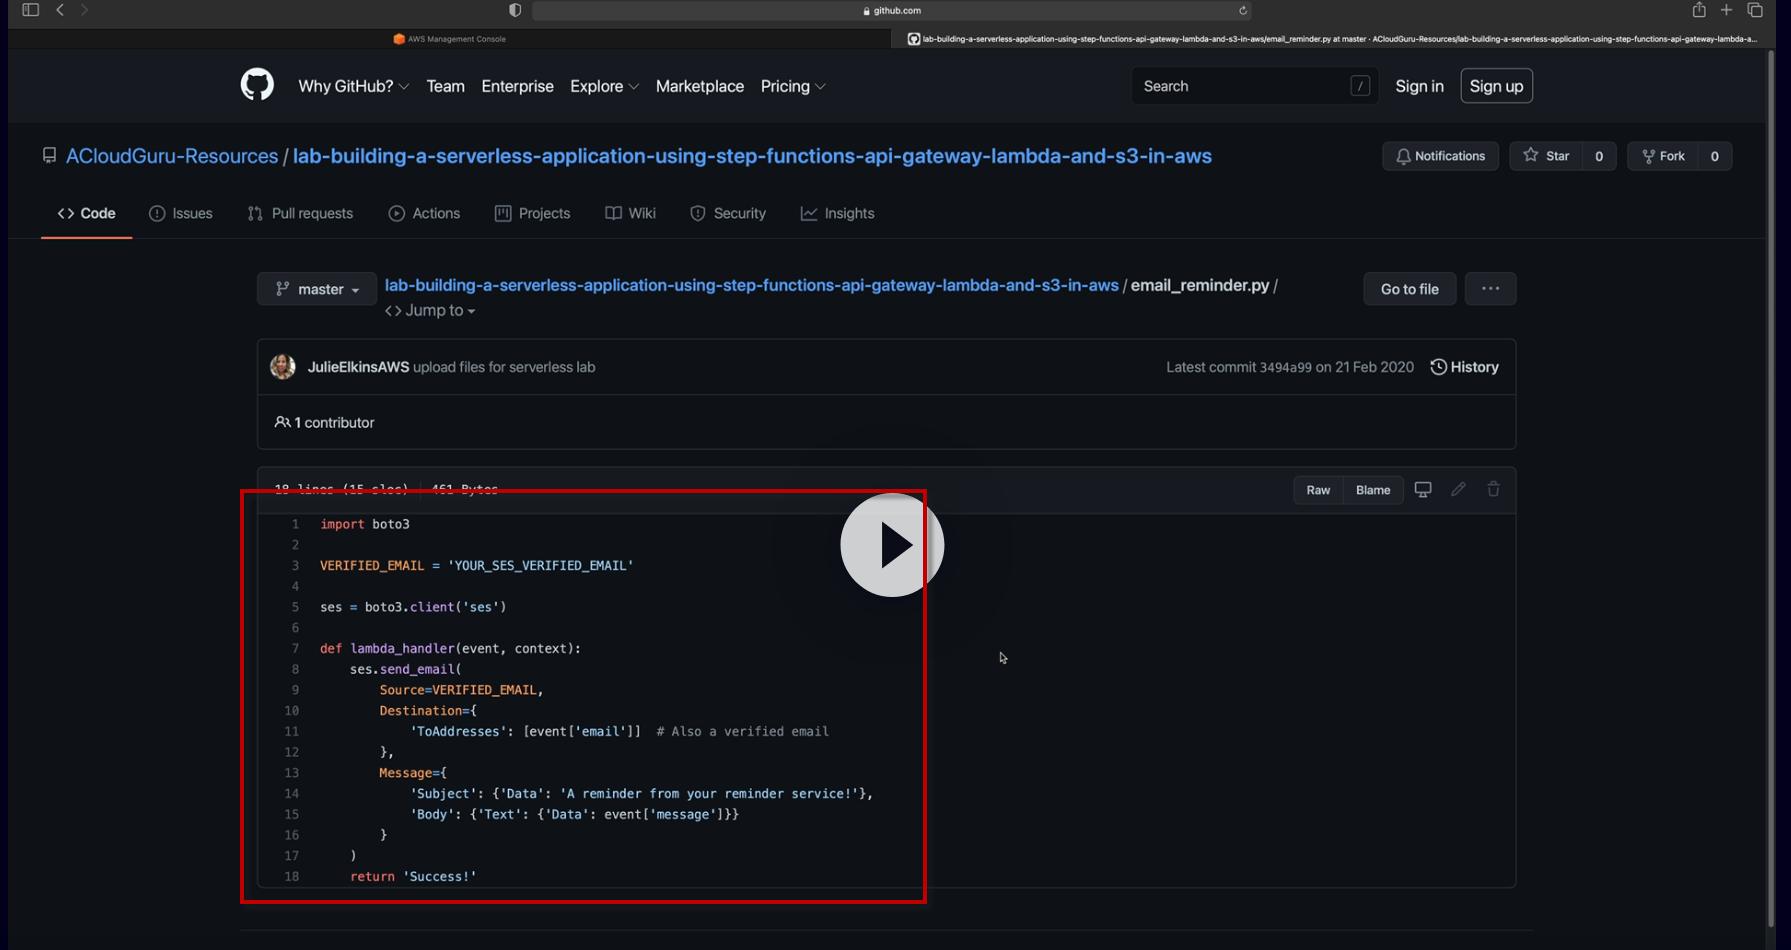 github.com
AWS Management Console
lab-building-a-serverless-application-using-step-functions-api-gateway-lambda-and-s3-in-aws/email_reminder.py at master · ACloudGuru-Resources/lab-building-a-serverless-application-using-step-functions-api-gateway-lambda-a...
Why GitHub? Team Enterprise Explore Marketplace Pricing Search / Sign in Sign up
ACloudGuru-Resources / lab-building-a-serverless-application-using-step-functions-api-gateway-lambda-and-s3-in-aws Notifications Star 0 Fork 0
<> Code Issues Pull requests Actions Projects Wiki Security Insights
master lab-building-a-serverless-application-using-step-functions-api-gateway-lambda-and-s3-in-aws / email_reminder.py / Go to file ...
<> Jump to
JulieElkinsAWS upload files for serverless lab Latest commit 3494a99 on 21 Feb 2020 History
1 contributor
18 lines (15 sloc) 461 Bytes Raw Blame
1 import boto3
2
3 VERIFIED_EMAIL = 'YOUR_SES_VERIFIED_EMAIL'
4
5 ses = boto3.client('ses')
6
7 def lambda_handler(event, context):
8     ses.send_email(
9         Source=VERIFIED_EMAIL,
10         Destination={
11             'ToAddresses': [event['email']]  # Also a verified email
12         },
13         Message={
14             'Subject': {'Data': 'A reminder from your reminder service!'},
15             'Body': {'Text': {'Data': event['message']}}
16         }
17     )
18     return 'Success!'